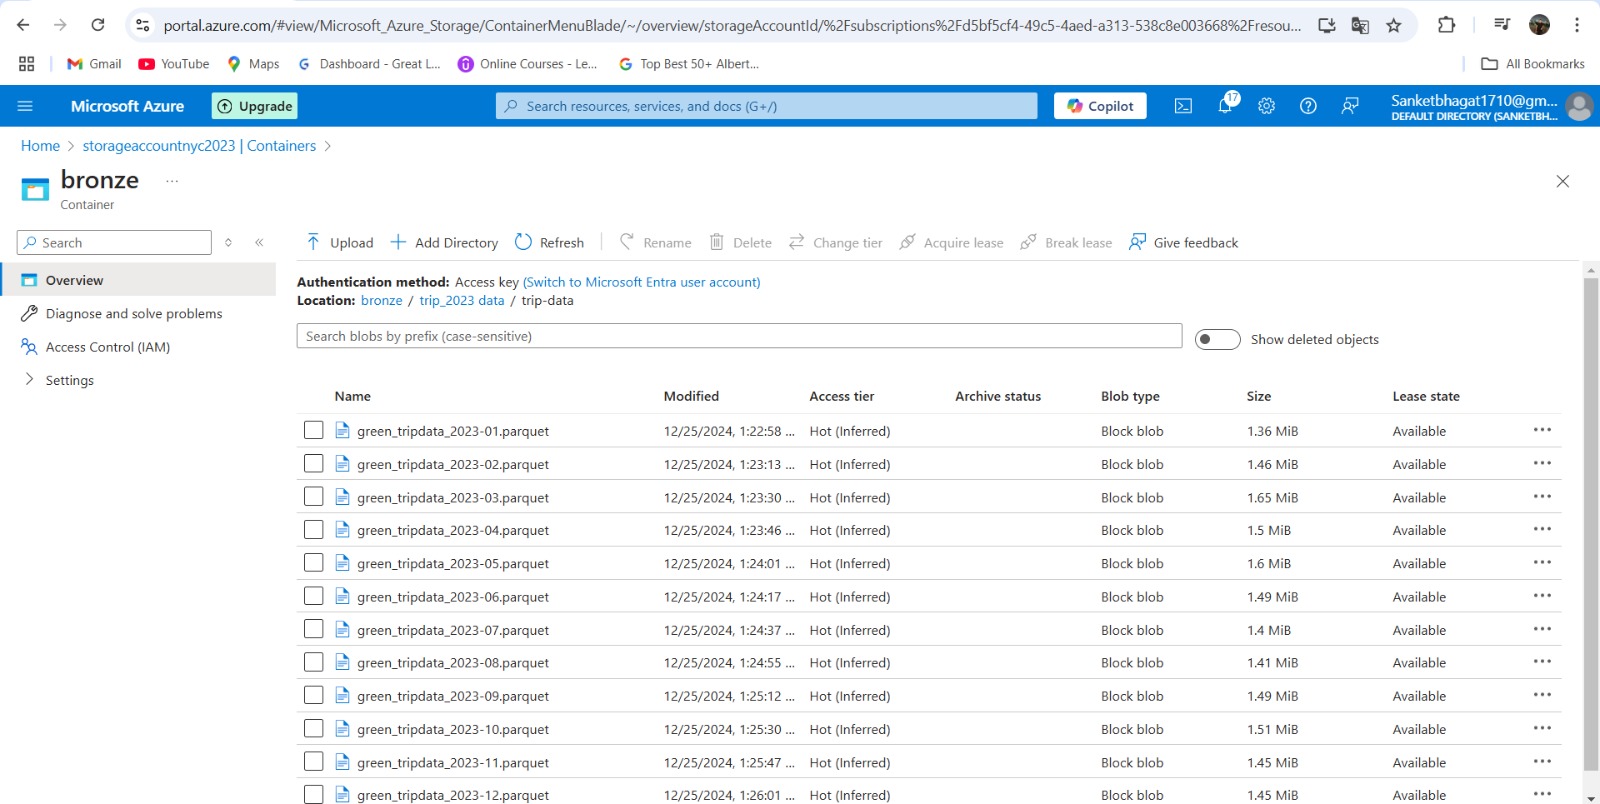 portal.azure.com/#view/Microsoft_Azure_Storage/ContainerMenuBlade/~/overview/storageAccountId/%2Fsubscriptions%2Fd5bf5cf4-49c5-4aed-a313-538c8e003668%2Fresou...
Gmail YouTube Maps Dashboard - Great L... Online Courses - Le... Top Best 50+ Albert... All Bookmarks
Microsoft Azure Upgrade Search resources, services, and docs (G+/) Copilot 17 Sanketbhagat1710@gm...
DEFAULT DIRECTORY (SANKETBH...
Home > storageaccountnyc2023 | Containers >
bronze ...
Container
Search Upload Add Directory Refresh Rename Delete Change tier Acquire lease Break lease Give feedback
Overview
Diagnose and solve problems
Access Control (IAM)
Settings
Authentication method: Access key (Switch to Microsoft Entra user account)
Location: bronze / trip_2023 data / trip-data
Search blobs by prefix (case-sensitive) Show deleted objects
Name Modified Access tier Archive status Blob type Size Lease state
green_tripdata_2023-01.parquet 12/25/2024, 1:22:58 ... Hot (Inferred) Block blob 1.36 MiB Available ...
green_tripdata_2023-02.parquet 12/25/2024, 1:23:13 ... Hot (Inferred) Block blob 1.46 MiB Available ...
green_tripdata_2023-03.parquet 12/25/2024, 1:23:30 ... Hot (Inferred) Block blob 1.65 MiB Available ...
green_tripdata_2023-04.parquet 12/25/2024, 1:23:46 ... Hot (Inferred) Block blob 1.5 MiB Available ...
green_tripdata_2023-05.parquet 12/25/2024, 1:24:01 ... Hot (Inferred) Block blob 1.6 MiB Available ...
green_tripdata_2023-06.parquet 12/25/2024, 1:24:17 ... Hot (Inferred) Block blob 1.49 MiB Available ...
green_tripdata_2023-07.parquet 12/25/2024, 1:24:37 ... Hot (Inferred) Block blob 1.4 MiB Available ...
green_tripdata_2023-08.parquet 12/25/2024, 1:24:55 ... Hot (Inferred) Block blob 1.41 MiB Available ...
green_tripdata_2023-09.parquet 12/25/2024, 1:25:12 ... Hot (Inferred) Block blob 1.49 MiB Available ...
green_tripdata_2023-10.parquet 12/25/2024, 1:25:30 ... Hot (Inferred) Block blob 1.51 MiB Available ...
green_tripdata_2023-11.parquet 12/25/2024, 1:25:47 ... Hot (Inferred) Block blob 1.45 MiB Available ...
green_tripdata_2023-12.parquet 12/25/2024, 1:26:01 ... Hot (Inferred) Block blob 1.45 MiB Available ...